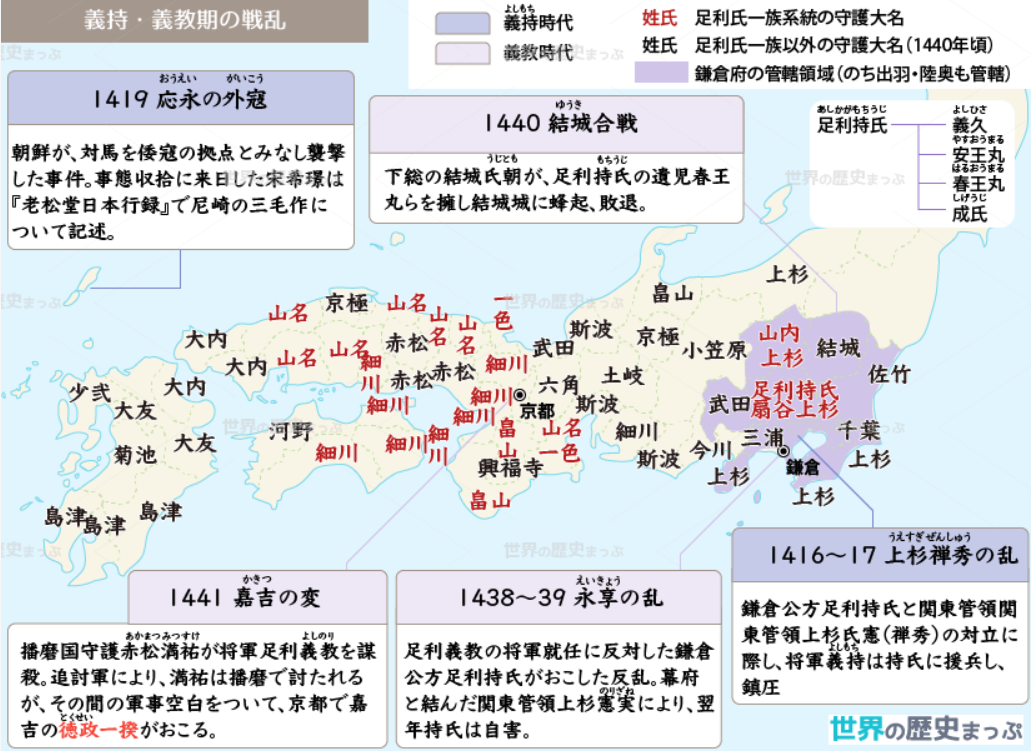 義持・義教期の戦乱
よしもち
義持時代
義教時代
姓氏 足利氏一族系統の守護大名
姓氏 足利氏一族以外の守護大名(1440年頃)
鎌倉府の管轄領域(のち出羽・陸奥も管轄)
おうえい がいこう
1419 応永の外寇
朝鮮が、対馬を倭寇の拠点とみなし襲撃
した事件。事態収拾に来日した宋希璟は
『老松堂日本行録』で尼崎の三毛作に
ついて記述。
ゆうき
1440 結城合戦
うじとも もちうじ
下総の結城氏朝が、足利持氏の遺児春王
丸らを擁し結城城に蜂起、敗退。
あしかがもちうじ
足利持氏
よしひさ
義久
やすおうまる
安王丸
はるおうまる
春王丸
しげうじ
成氏
上杉
畠山
山名
京極
山名
山名
山名
一色
大内
山名
山名
赤松
細川
武田
斯波
京極
小笠原
山内
上杉
結城
佐竹
大内
細川
赤松
赤松
細川
六角
土岐
少弐
大内
大友
細川
細川
京都
斯波
武田
足利持氏
扇谷上杉
河野
細川
細川
細川
畠山
山名
一色
細川
斯波
今川
三浦
千葉
鎌倉
上杉
上杉
上杉
菊池
大友
興福寺
畠山
島津
島津
島津
かきつ
1441 嘉吉の変
あかまつみつすけ よしのり
播磨国守護赤松満祐が将軍足利義教を謀
殺。追討軍により、満祐は播磨で討たれる
が、その間の軍事空白をついて、京都で嘉
とくせい
吉の徳政一揆がおこる。
えいきょう
1438〜39 永享の乱
足利義教の将軍就任に反対した鎌倉
公方足利持氏がおこした反乱。幕府
のりざね
と結んだ関東管領上杉憲実により、翌
年持氏は自害。
うえすぎぜんしゅう
1416〜17 上杉禅秀の乱
鎌倉公方足利持氏と関東管領関
東管領上杉氏憲(禅秀)の対立に
よしもち
際し、将軍義持は持氏に援兵し、
鎮圧
世界の歴史まっぷ